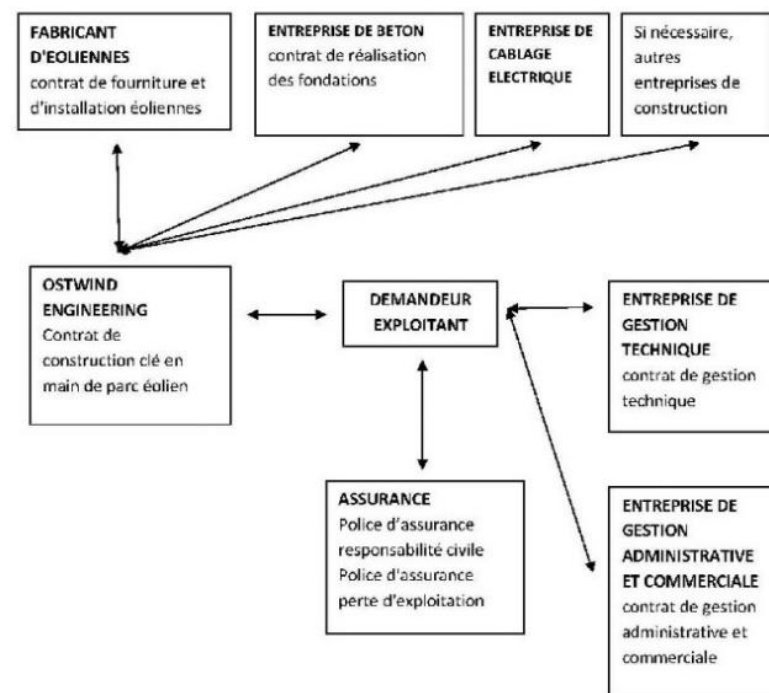 FABRICANT
D'EOLIENNES
contrat de fourniture et
d'installation éoliennes
ENTREPRISE DE BETON
contrat de réalisation
des fondations
ENTREPRISE DE
CABLAGE
ELECTRIQUE
Si nécessaire,
autres
entreprises de
construction
OSTWIND
ENGINEERING
Contrat de
construction clé en
main de parc éolien
DEMANDEUR
EXPLOITANT
ENTREPRISE DE
GESTION
TECHNIQUE
contrat de gestion
technique
ASSURANCE
Police d'assurance
responsabilité civile
Police d'assurance
perte d'exploitation
ENTREPRISE DE
GESTION
ADMINISTRATIVE
ET COMMERCIALE
contrat de gestion
administrative et
commerciale